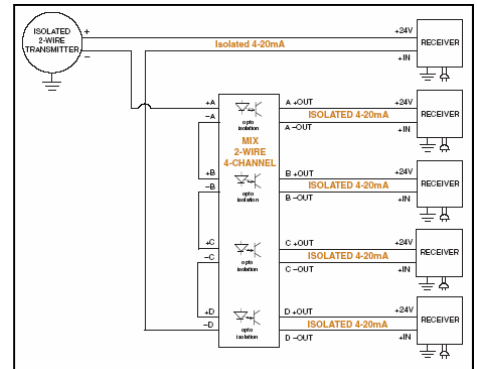 ISOLATED
2-WIRE
TRANSMITTER
+
–
Isolated 4-20mA
+24V
+IN
RECEIVER
+A
–A
opto
isolation
MIX
2-WIRE
4-CHANNEL
A +OUT
ISOLATED 4-20mA
A –OUT
+24V
+IN
RECEIVER
+B
–B
opto
isolation
B +OUT
ISOLATED 4-20mA
B –OUT
+24V
+IN
RECEIVER
+C
–C
opto
isolation
C +OUT
ISOLATED 4-20mA
C –OUT
+24V
+IN
RECEIVER
+D
–D
opto
isolation
D +OUT
ISOLATED 4-20mA
D –OUT
+24V
+IN
RECEIVER